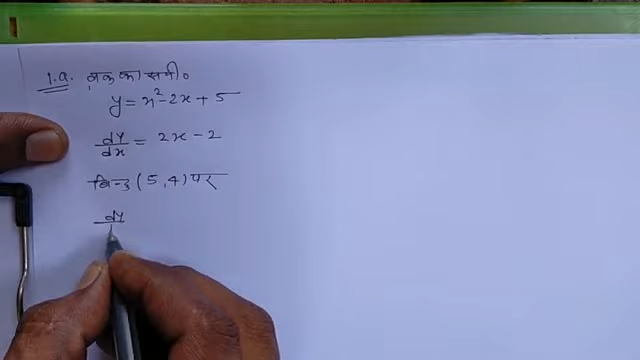 1.a. वक्र का समी०
y = x² - 2x + 5
dy/dx = 2x - 2
बिन्दु (5, 4) पर
dy